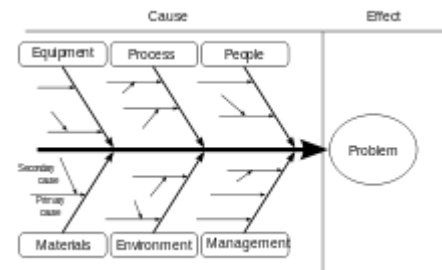 Cause Effect
Equipment Process People
Problem
Secondary
cause
Primary
cause
Materials Environment Management